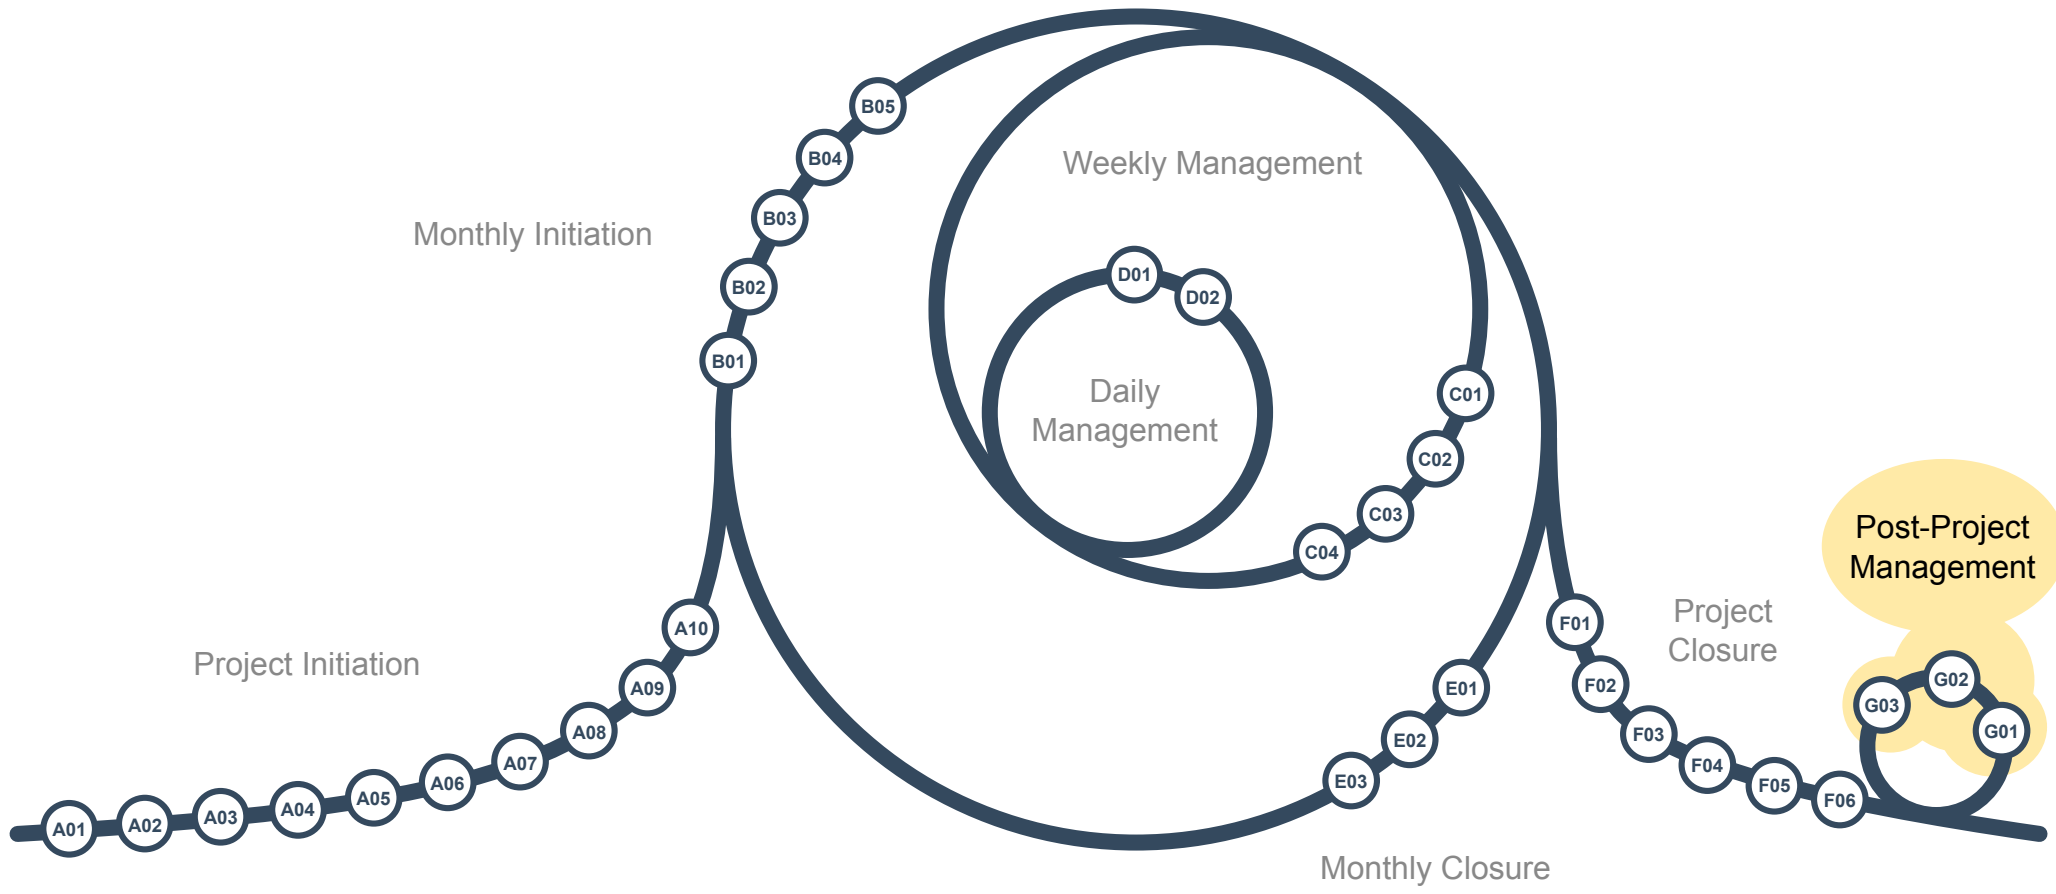 Project Initiation
A01
A02
A03
A04
A05
A06
A07
A08
A09
A10
Monthly Initiation
B01
B02
B03
B04
B05
Weekly Management
C01
C02
C03
C04
Daily
Management
D01
D02
Monthly Closure
E01
E02
E03
Project
Closure
F01
F02
F03
F04
F05
F06
Post-Project
Management
G01
G02
G03